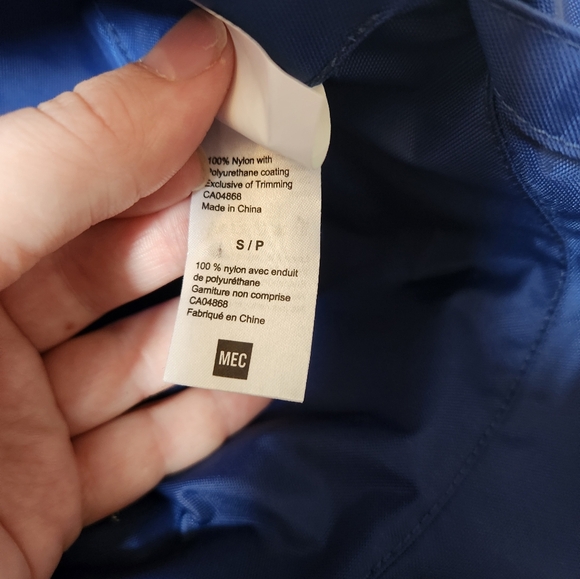 100% Nylon with
Polyurethane coating
Exclusive of Trimming
CA04868
Made in China
S / P
100 % nylon avec enduit
de polyuréthane
Garniture non comprise
CA04868
Fabriqué en Chine
MEC